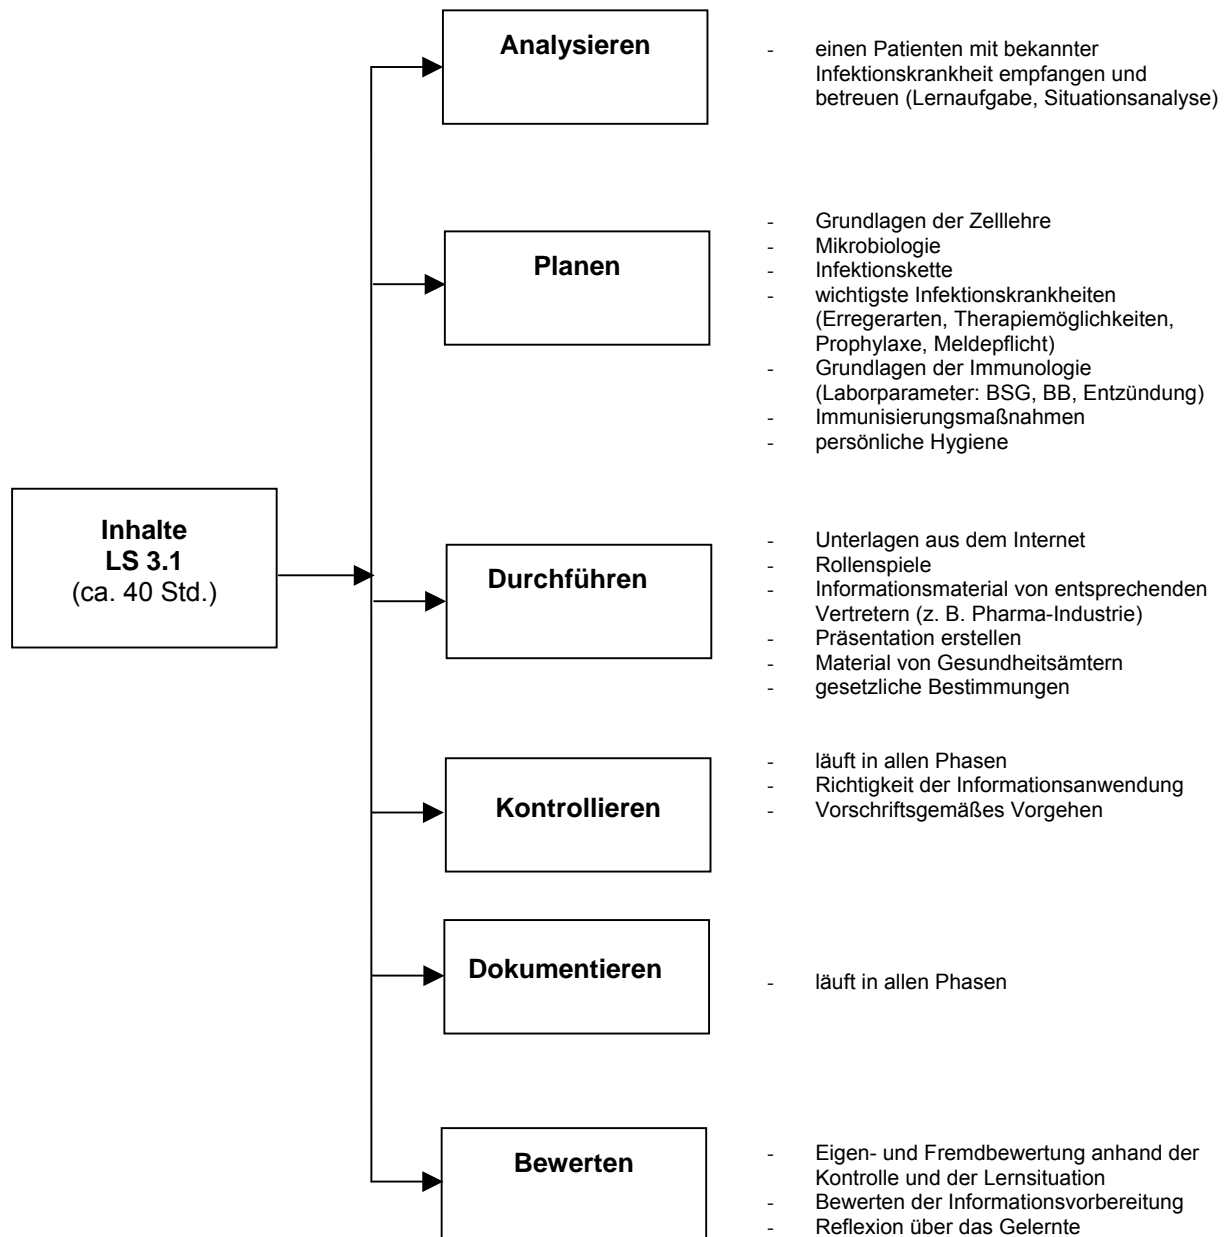 Analysieren
- einen Patienten mit bekannter
Infektionskrankheit empfangen und
betreuen (Lernaufgabe, Situationsanalyse)
Planen
- Grundlagen der Zelllehre
- Mikrobiologie
- Infektionskette
- wichtigste Infektionskrankheiten
(Erregerarten, Therapiemöglichkeiten,
Prophylaxe, Meldepflicht)
- Grundlagen der Immunologie
(Laborparameter: BSG, BB, Entzündung)
- Immunisierungsmaßnahmen
- persönliche Hygiene
Inhalte
LS 3.1
(ca. 40 Std.)
Durchführen
- Unterlagen aus dem Internet
- Rollenspiele
- Informationsmaterial von entsprechenden
Vertretern (z. B. Pharma-Industrie)
- Präsentation erstellen
- Material von Gesundheitsämtern
- gesetzliche Bestimmungen
Kontrollieren
- läuft in allen Phasen
- Richtigkeit der Informationsanwendung
- Vorschriftsgemäßes Vorgehen
Dokumentieren
- läuft in allen Phasen
Bewerten
- Eigen- und Fremdbewertung anhand der
Kontrolle und der Lernsituation
- Bewerten der Informationsvorbereitung
- Reflexion über das Gelernte